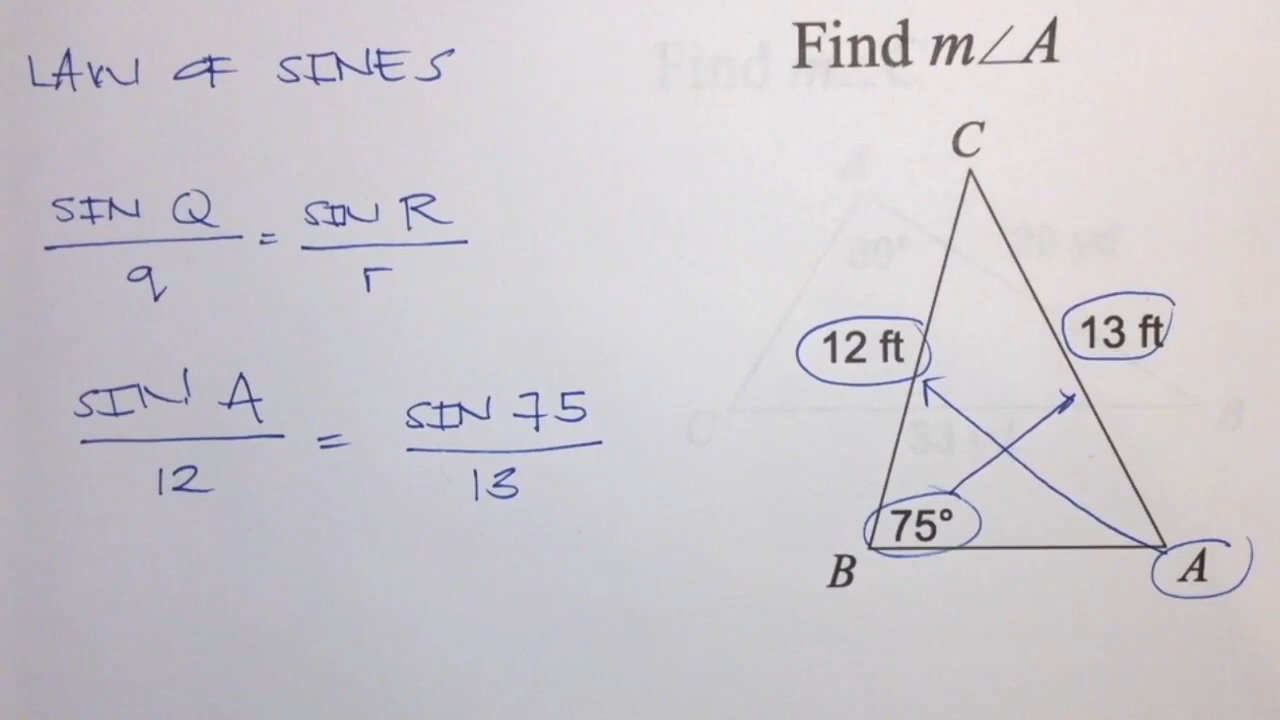 LAW OF SINES
SIN Q / q = SIN R / r
SIN A / 12 = SIN 75 / 13
Find m∠A
C
12 ft
13 ft
75°
B
A